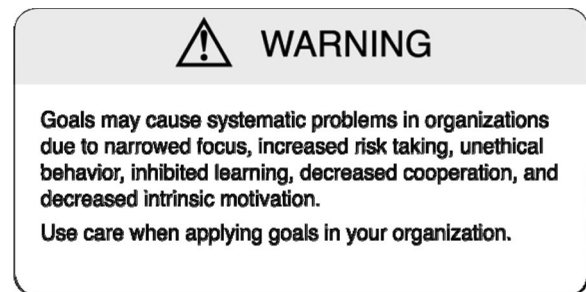 WARNING
Goals may cause systematic problems in organizations
due to narrowed focus, increased risk taking, unethical
behavior, inhibited learning, decreased cooperation, and
decreased intrinsic motivation.
Use care when applying goals in your organization.